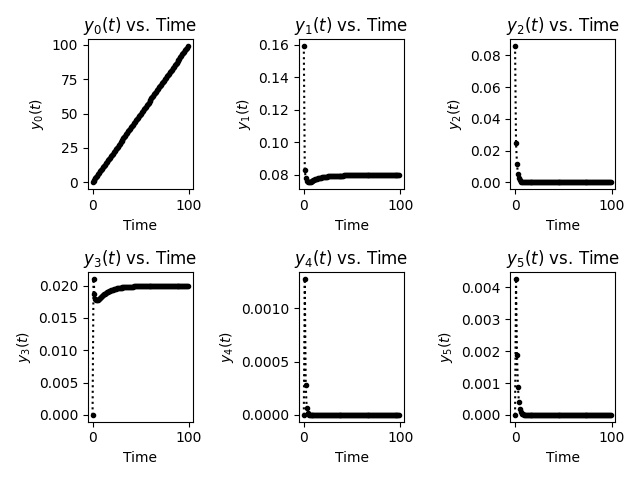 y₀(t) vs. Time
100
75
50
25
0
y₀(t)
0
100
Time
y₁(t) vs. Time
0.16
0.14
0.12
0.10
0.08
y₁(t)
0
100
Time
y₂(t) vs. Time
0.08
0.06
0.04
0.02
0.00
y₂(t)
0
100
Time
y₃(t) vs. Time
0.020
0.015
0.010
0.005
0.000
y₃(t)
0
100
Time
y₄(t) vs. Time
0.0010
0.0005
0.0000
y₄(t)
0
100
Time
y₅(t) vs. Time
0.004
0.003
0.002
0.001
0.000
y₅(t)
0
100
Time